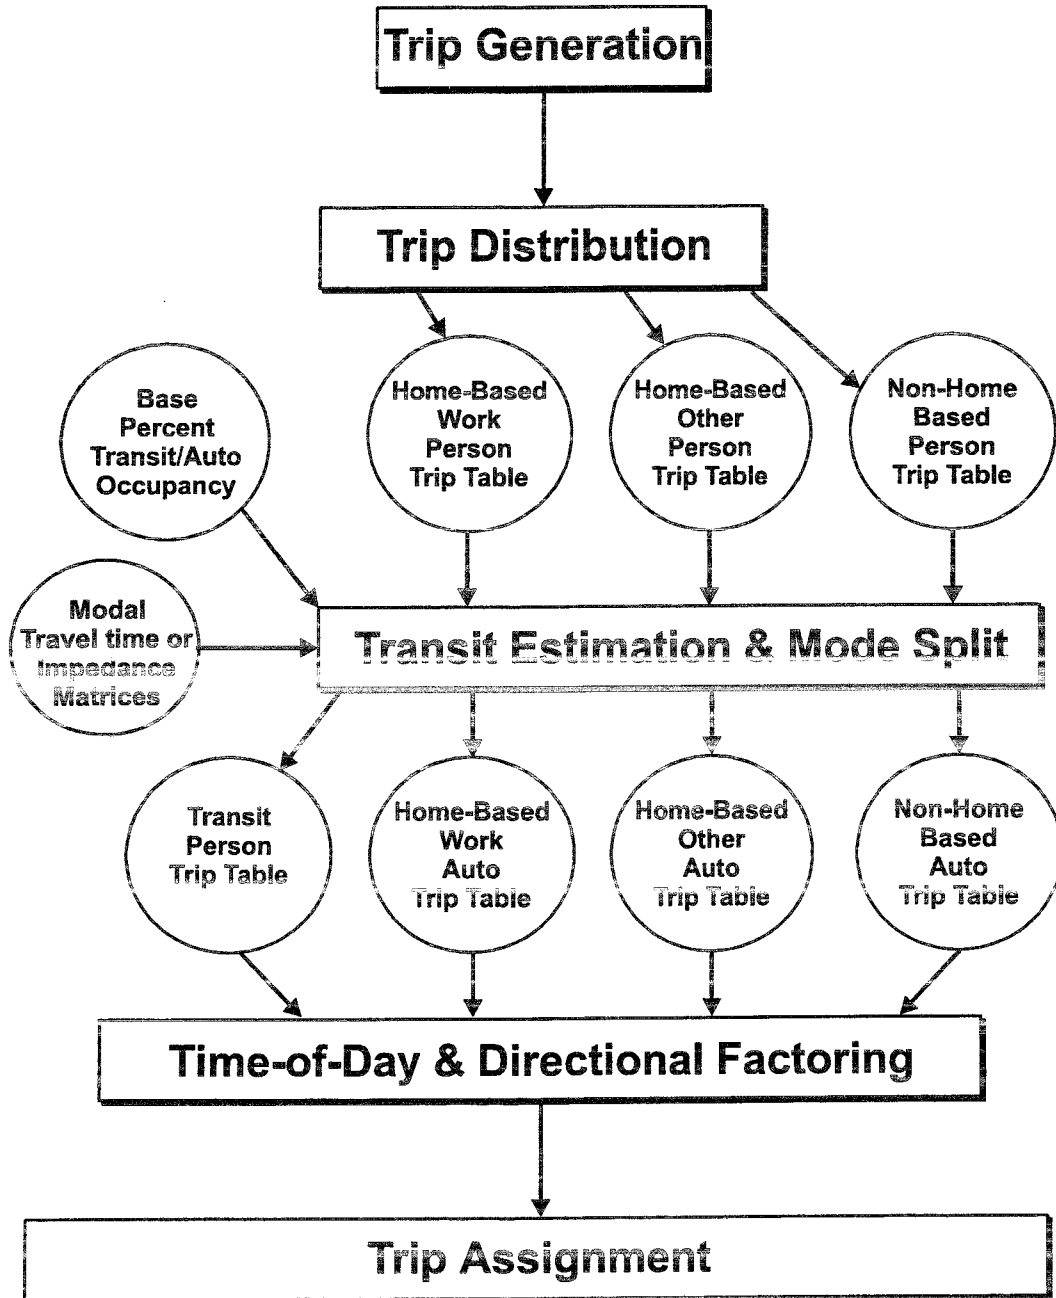 Trip Generation
Trip Distribution
Base
Percent
Transit/Auto
Occupancy
Home-Based
Work
Person
Trip Table
Home-Based
Other
Person
Trip Table
Non-Home
Based
Person
Trip Table
Modal
Travel time or
Impedance
Matrices
Transit Estimation & Mode Split
Transit
Person
Trip Table
Home-Based
Work
Auto
Trip Table
Home-Based
Other
Auto
Trip Table
Non-Home
Based
Auto
Trip Table
Time-of-Day & Directional Factoring
Trip Assignment